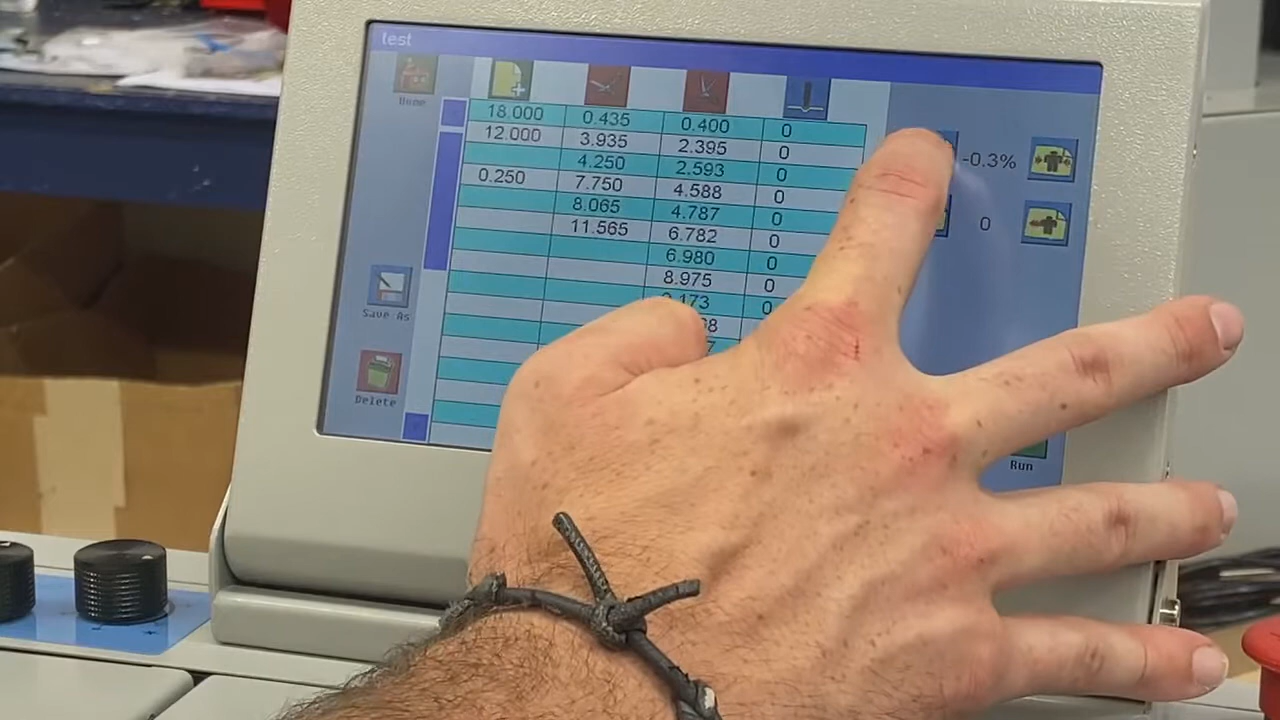 test
Home
18.000 0.435 0.400 0
12.000 3.935 2.395 0 -0.3%
4.250 2.593 0
0.250 7.750 4.588 0
8.065 4.787 0 0
11.565 6.782 0
6.980 0
8.975 0
Save As 0
Delete
Run